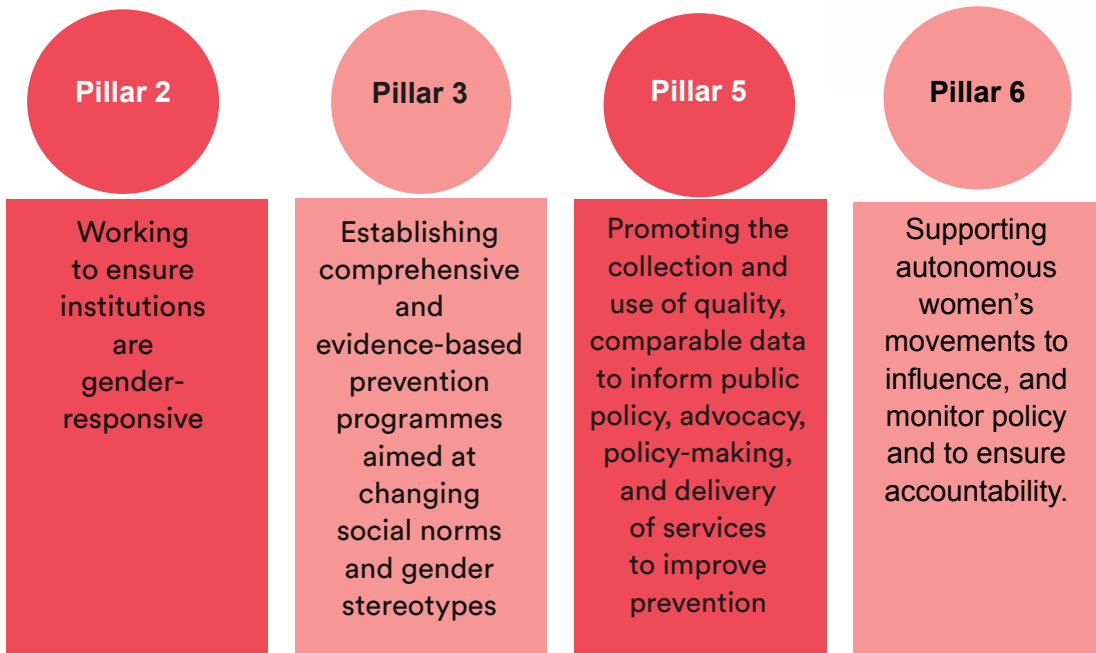 Pillar 2
Working
to ensure
institutions
are
gender-
responsive
Pillar 3
Establishing
comprehensive
and
evidence-based
prevention
programmes
aimed at
changing
social norms
and gender
stereotypes
Pillar 5
Promoting the
collection and
use of quality,
comparable data
to inform public
policy, advocacy,
policy-making,
and delivery
of services
to improve
prevention
Pillar 6
Supporting
autonomous
women’s
movements to
influence, and
monitor policy
and to ensure
accountability.